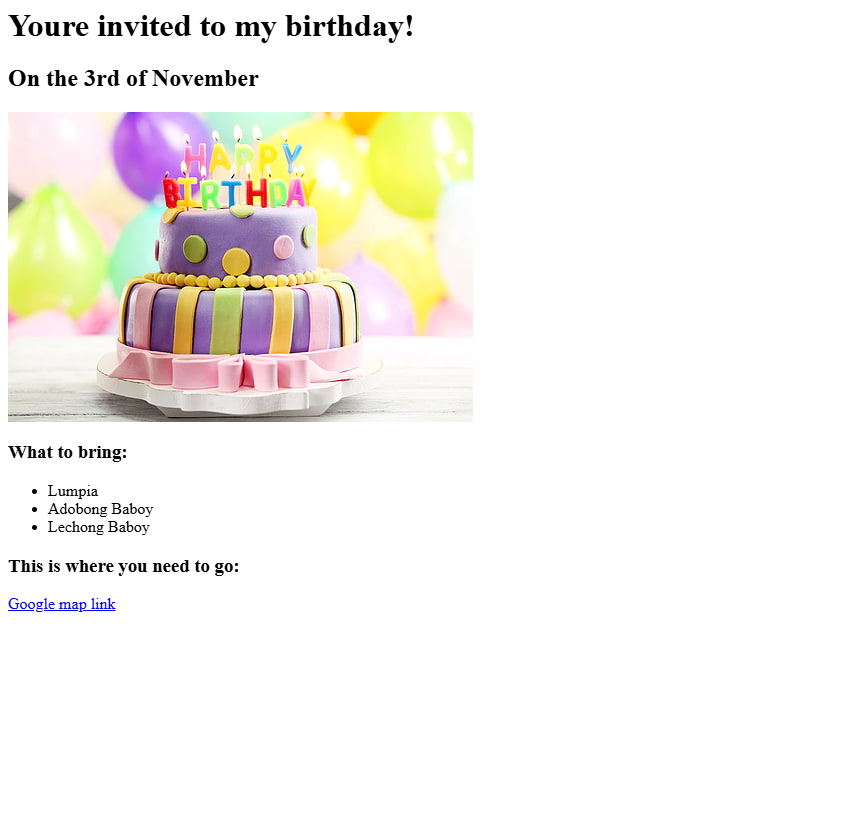 Youre invited to my birthday!
On the 3rd of November
HAPPY
BIRTHDAY
What to bring:
Lumpia
Adobong Baboy
Lechong Baboy
This is where you need to go:
Google map link